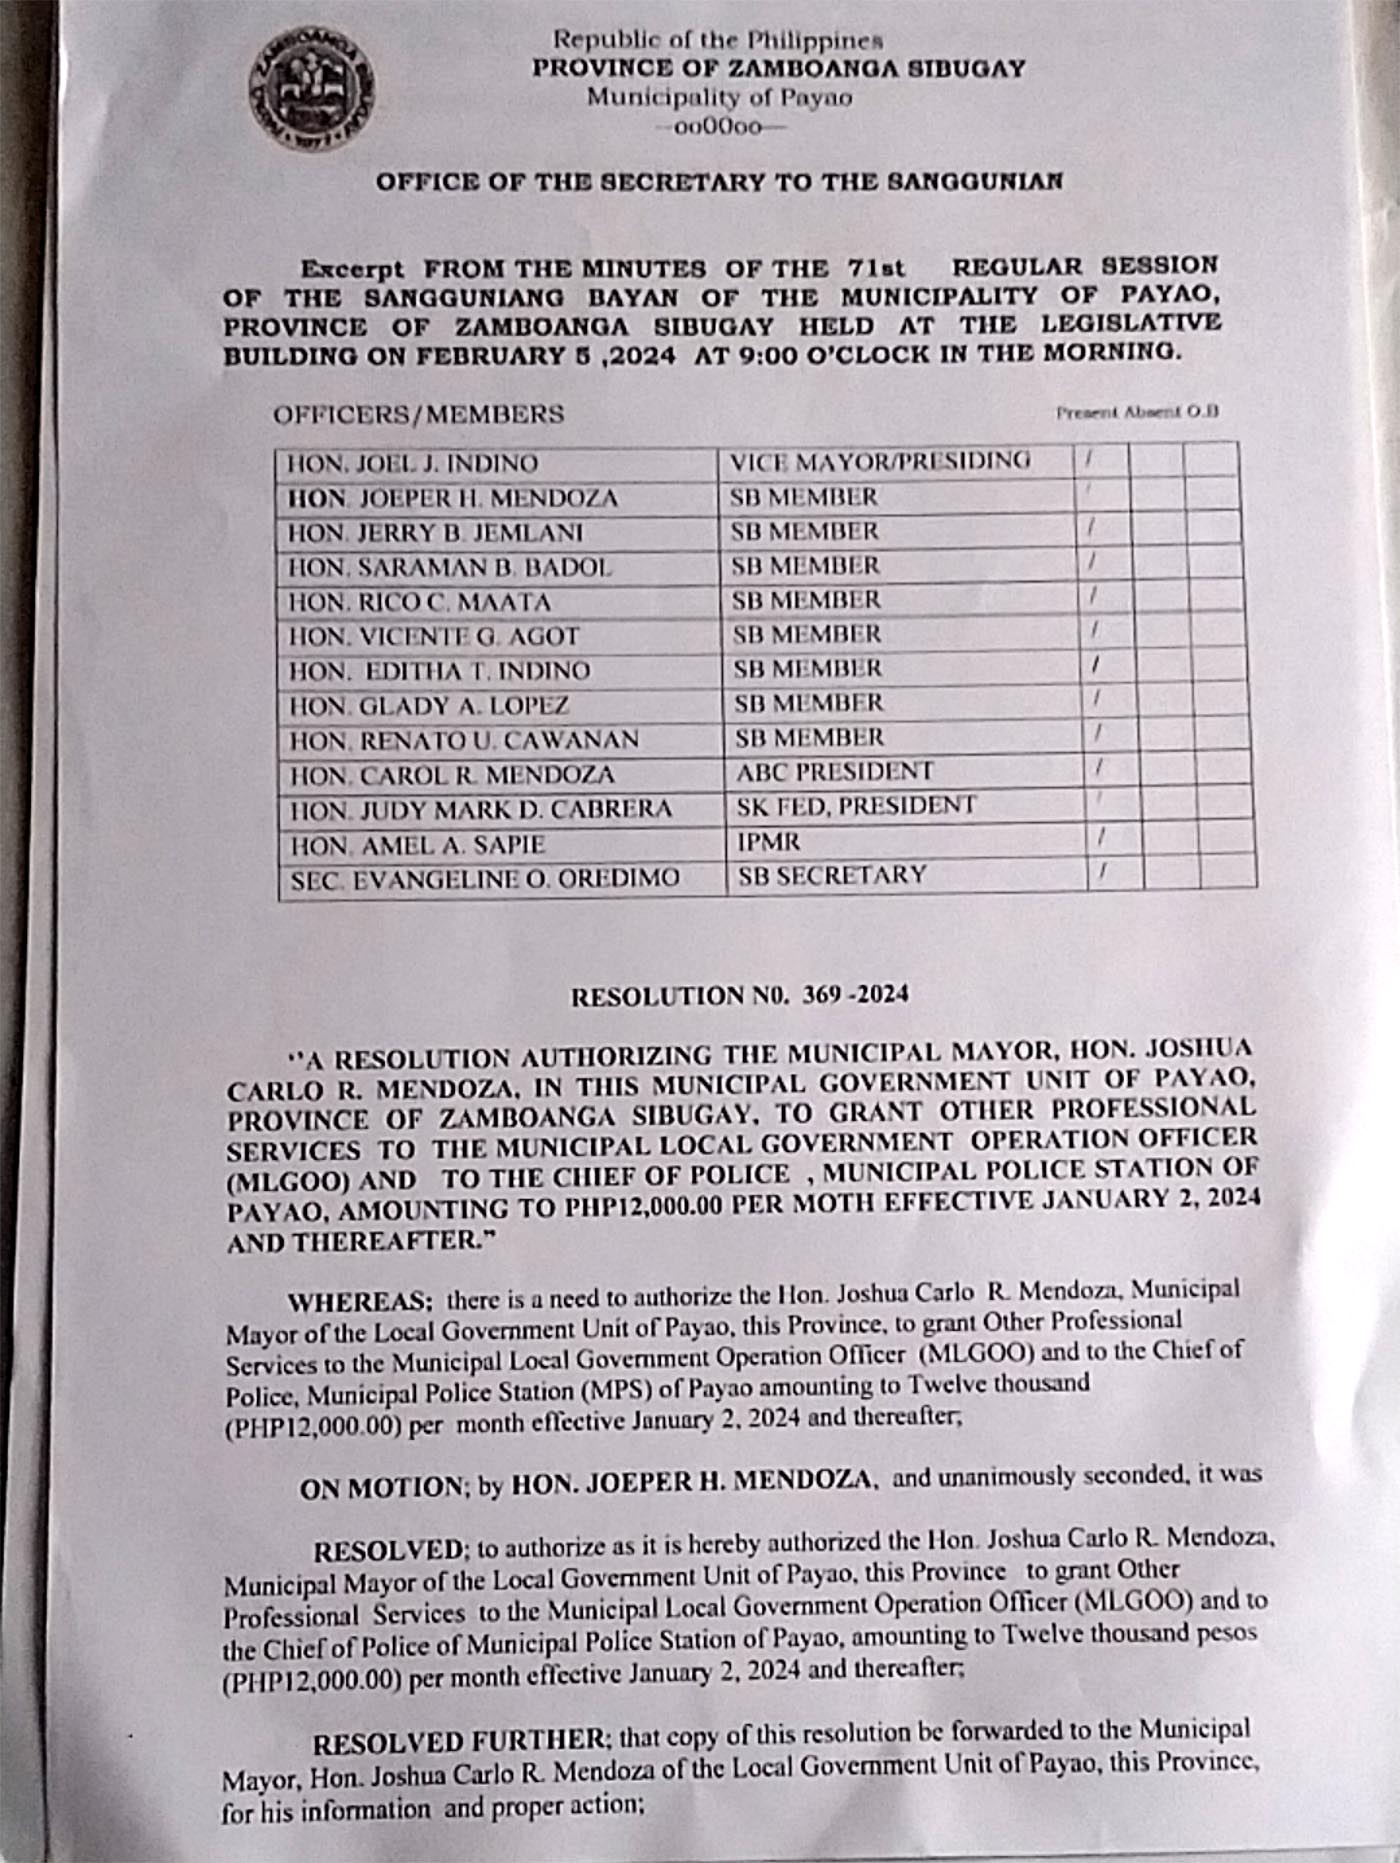 Republic of the Philippines
PROVINCE OF ZAMBOANGA SIBUGAY
Municipality of Payao
--oo00oo--
OFFICE OF THE SECRETARY TO THE SANGGUNIAN
Excerpt FROM THE MINUTES OF THE 71st REGULAR SESSION
OF THE SANGGUNIANG BAYAN OF THE MUNICIPALITY OF PAYAO,
PROVINCE OF ZAMBOANGA SIBUGAY HELD AT THE LEGISLATIVE
BUILDING ON FEBRUARY 5 ,2024 AT 9:00 O'CLOCK IN THE MORNING.
OFFICERS/MEMBERS Present Absent O.B
HON. JOEL J. INDINO VICE MAYOR/PRESIDING /
HON. JOEPER H. MENDOZA SB MEMBER /
HON. JERRY B. JEMLANI SB MEMBER /
HON. SARAMAN B. BADOL SB MEMBER /
HON. RICO C. MAATA SB MEMBER /
HON. VICENTE G. AGOT SB MEMBER /
HON. EDITHA T. INDINO SB MEMBER /
HON. GLADY A. LOPEZ SB MEMBER /
HON. RENATO U. CAWANAN SB MEMBER /
HON. CAROL R. MENDOZA ABC PRESIDENT /
HON. JUDY MARK D. CABRERA SK FED, PRESIDENT /
HON. AMEL A. SAPIE IPMR /
SEC. EVANGELINE O. OREDIMO SB SECRETARY /
RESOLUTION N0. 369 -2024
''A RESOLUTION AUTHORIZING THE MUNICIPAL MAYOR, HON. JOSHUA
CARLO R. MENDOZA, IN THIS MUNICIPAL GOVERNMENT UNIT OF PAYAO,
PROVINCE OF ZAMBOANGA SIBUGAY, TO GRANT OTHER PROFESSIONAL
SERVICES TO THE MUNICIPAL LOCAL GOVERNMENT OPERATION OFFICER
(MLGOO) AND TO THE CHIEF OF POLICE , MUNICIPAL POLICE STATION OF
PAYAO, AMOUNTING TO PHP12,000.00 PER MOTH EFFECTIVE JANUARY 2, 2024
AND THEREAFTER.”
WHEREAS; there is a need to authorize the Hon. Joshua Carlo R. Mendoza, Municipal
Mayor of the Local Government Unit of Payao, this Province, to grant Other Professional
Services to the Municipal Local Government Operation Officer (MLGOO) and to the Chief of
Police, Municipal Police Station (MPS) of Payao amounting to Twelve thousand
(PHP12,000.00) per month effective January 2, 2024 and thereafter;
ON MOTION; by HON. JOEPER H. MENDOZA, and unanimously seconded, it was
RESOLVED; to authorize as it is hereby authorized the Hon. Joshua Carlo R. Mendoza,
Municipal Mayor of the Local Government Unit of Payao, this Province to grant Other
Professional Services to the Municipal Local Government Operation Officer (MLGOO) and to
the Chief of Police of Municipal Police Station of Payao, amounting to Twelve thousand pesos
(PHP12,000.00) per month effective January 2, 2024 and thereafter;
RESOLVED FURTHER; that copy of this resolution be forwarded to the Municipal
Mayor, Hon. Joshua Carlo R. Mendoza of the Local Government Unit of Payao, this Province,
for his information and proper action;